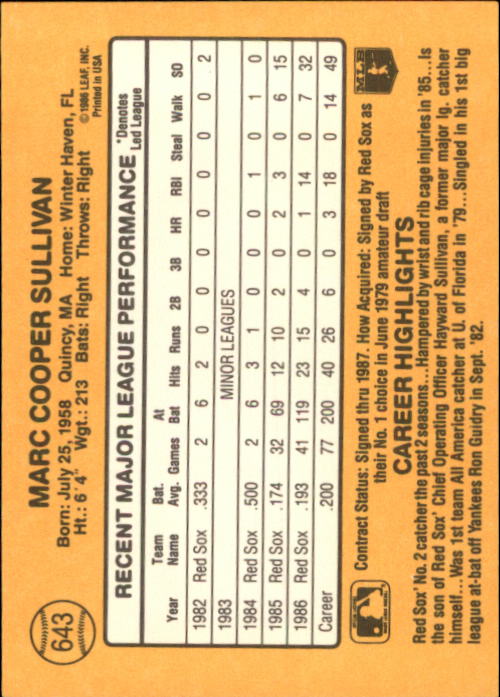 643
MARC COOPER SULLIVAN
Born: July 25, 1958 Quincy, MA Home: Winter Haven, FL
Ht.: 6'4" Wgt.: 213 Bats: Right Throws: Right
©1986 LEAF, INC.
Printed in USA
RECENT MAJOR LEAGUE PERFORMANCE *Denotes
Led League
Year Team Name Bat. Avg. Games At Bat Hits Runs 2B 3B HR RBI Steal Walk SO
1982 Red Sox .333 2 6 2 0 0 0 0 0 0 0 2
1983 MINOR LEAGUES
1984 Red Sox .500 2 6 3 1 0 0 0 1 0 1 0
1985 Red Sox .174 32 69 12 10 2 0 2 3 0 6 15
1986 Red Sox .193 41 119 23 15 4 0 1 14 0 7 32
Career .200 77 200 40 26 6 0 3 18 0 14 49
Contract Status: Signed thru 1987. How Acquired: Signed by Red Sox as
their No. 1 choice in June 1979 amateur draft
MLB
CAREER HIGHLIGHTS
Red Sox' No. 2 catcher the past 2 seasons...Hampered by wrist and rib cage injuries in '85...Is
the son of Red Sox' Chief Operating Officer Hayward Sullivan, a former major lg. catcher
himself...Was 1st team All America catcher at U. of Florida in '79...Singled in his 1st big
league at-bat off Yankees Ron Guidry in Sept. '82.